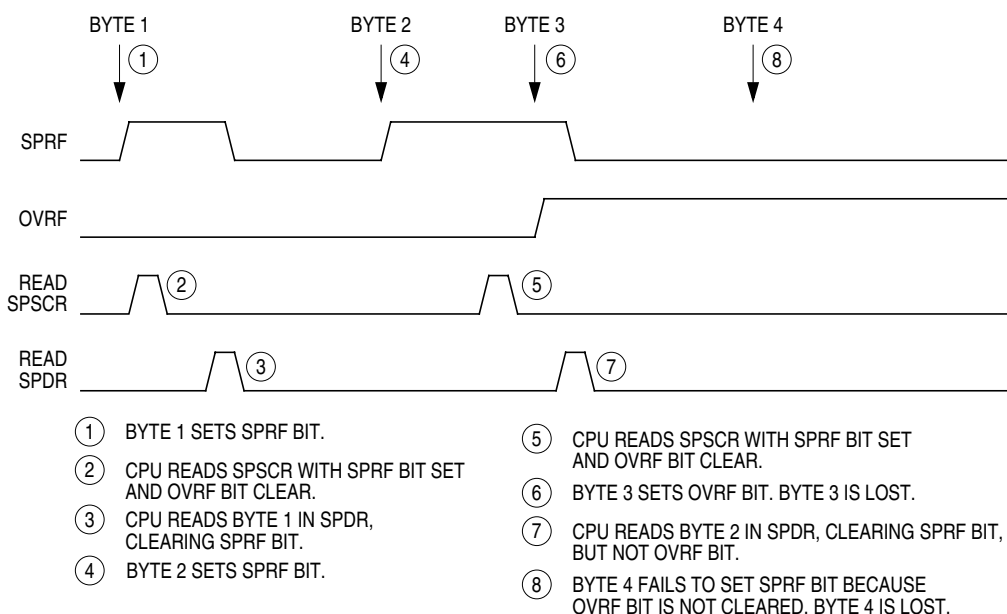 BYTE 1
BYTE 2
BYTE 3
BYTE 4
1
4
6
8
SPRF
OVRF
READ
SPSCR
2
5
READ
SPDR
3
7
1 BYTE 1 SETS SPRF BIT.
2 CPU READS SPSCR WITH SPRF BIT SET
AND OVRF BIT CLEAR.
3 CPU READS BYTE 1 IN SPDR,
CLEARING SPRF BIT.
4 BYTE 2 SETS SPRF BIT.
5 CPU READS SPSCR WITH SPRF BIT SET
AND OVRF BIT CLEAR.
6 BYTE 3 SETS OVRF BIT. BYTE 3 IS LOST.
7 CPU READS BYTE 2 IN SPDR, CLEARING SPRF BIT,
BUT NOT OVRF BIT.
8 BYTE 4 FAILS TO SET SPRF BIT BECAUSE
OVRF BIT IS NOT CLEARED. BYTE 4 IS LOST.